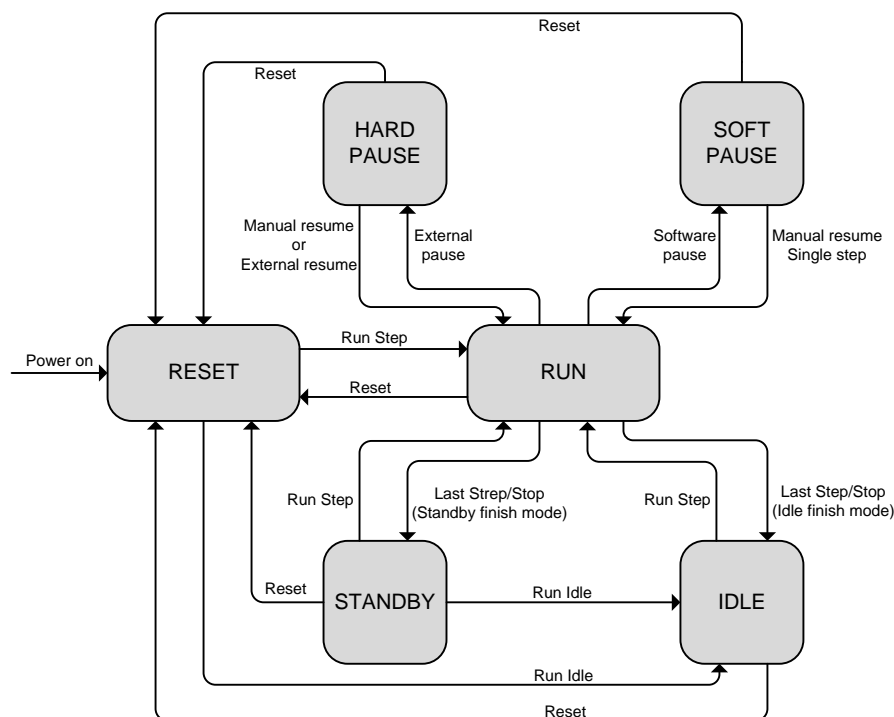 Reset
Reset
HARD
PAUSE
SOFT
PAUSE
Manual resume
or
External resume
External
pause
Software
pause
Manual resume
Single step
Power on
RESET
Run Step
Reset
RUN
Run Step
Last Strep/Stop
(Standby finish mode)
Run Step
Last Step/Stop
(Idle finish mode)
Reset
STANDBY
Run Idle
IDLE
Run Idle
Reset